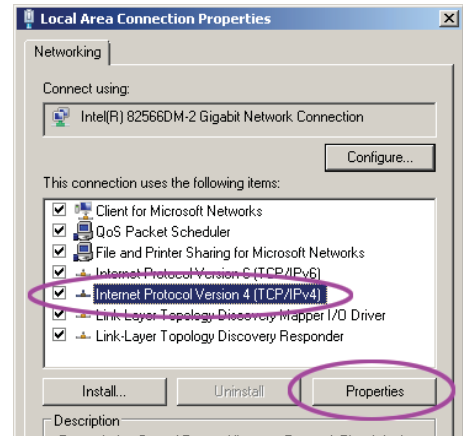 Local Area Connection Properties
Networking
Connect using:
Intel(R) 82566DM-2 Gigabit Network Connection
Configure...
This connection uses the following items:
Client for Microsoft Networks
QoS Packet Scheduler
File and Printer Sharing for Microsoft Networks
Internet Protocol Version 6 (TCP/IPv6)
Internet Protocol Version 4 (TCP/IPv4)
Link-Layer Topology Discovery Mapper I/O Driver
Link-Layer Topology Discovery Responder
Install... Uninstall Properties
Description